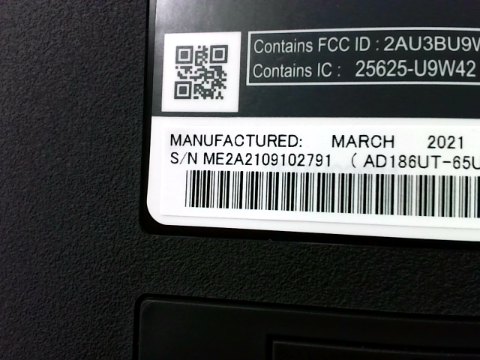 Contains FCC ID : 2AU3BU9W
Contains IC : 25625-U9W42
MANUFACTURED: MARCH 2021
S/N ME2A2109102791 ( AD186UT-65U